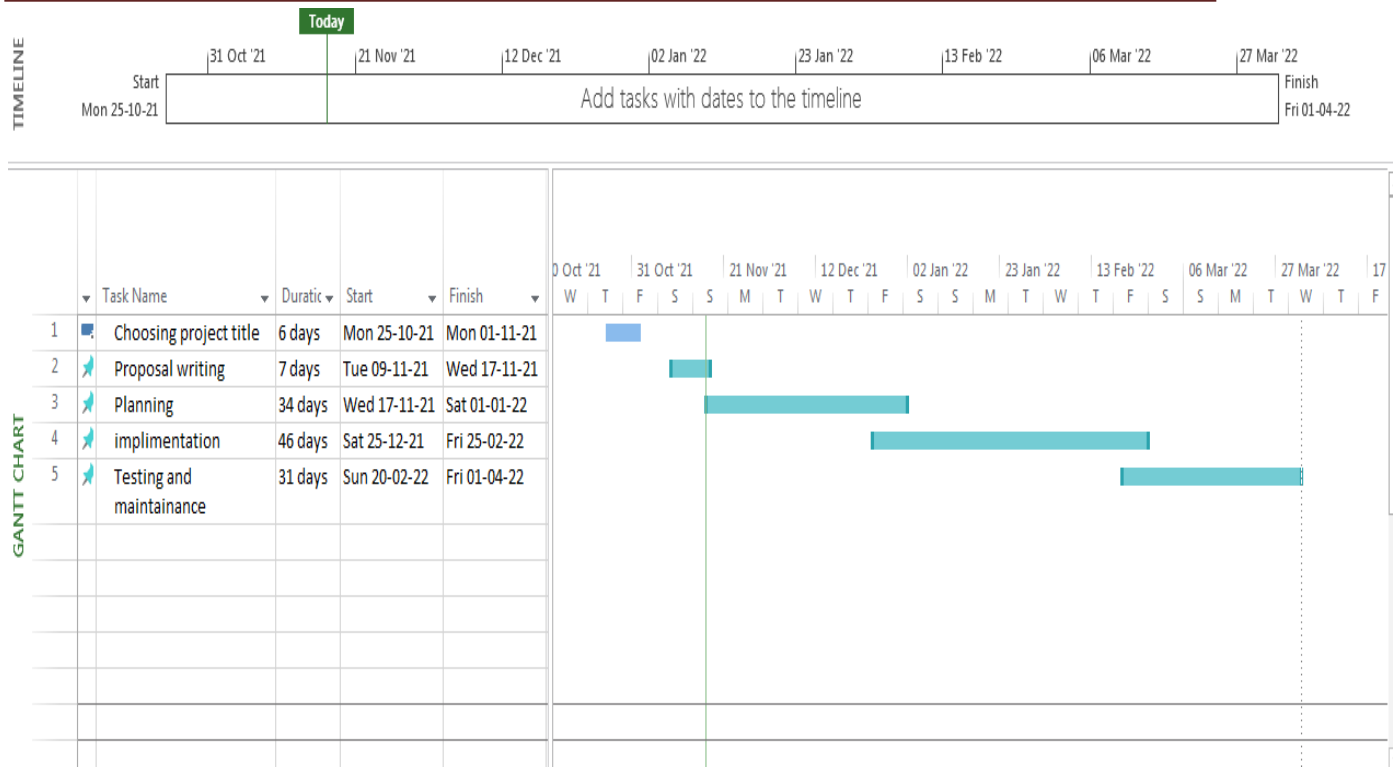 Today
31 Oct '21 21 Nov '21 12 Dec '21 02 Jan '22 23 Jan '22 13 Feb '22 06 Mar '22 27 Mar '22
TIMELINE
Start
Mon 25-10-21
Add tasks with dates to the timeline
Finish
Fri 01-04-22
0 Oct '21 31 Oct '21 21 Nov '21 12 Dec '21 02 Jan '22 23 Jan '22 13 Feb '22 06 Mar '22 27 Mar '22 17
Task Name Duratic Start Finish W T F S S M T W T F S S M T W T F S S M T W T F
1 Choosing project title 6 days Mon 25-10-21 Mon 01-11-21
2 Proposal writing 7 days Tue 09-11-21 Wed 17-11-21
3 Planning 34 days Wed 17-11-21 Sat 01-01-22
4 implimentation 46 days Sat 25-12-21 Fri 25-02-22
5 Testing and 31 days Sun 20-02-22 Fri 01-04-22
maintainance
GANTT CHART